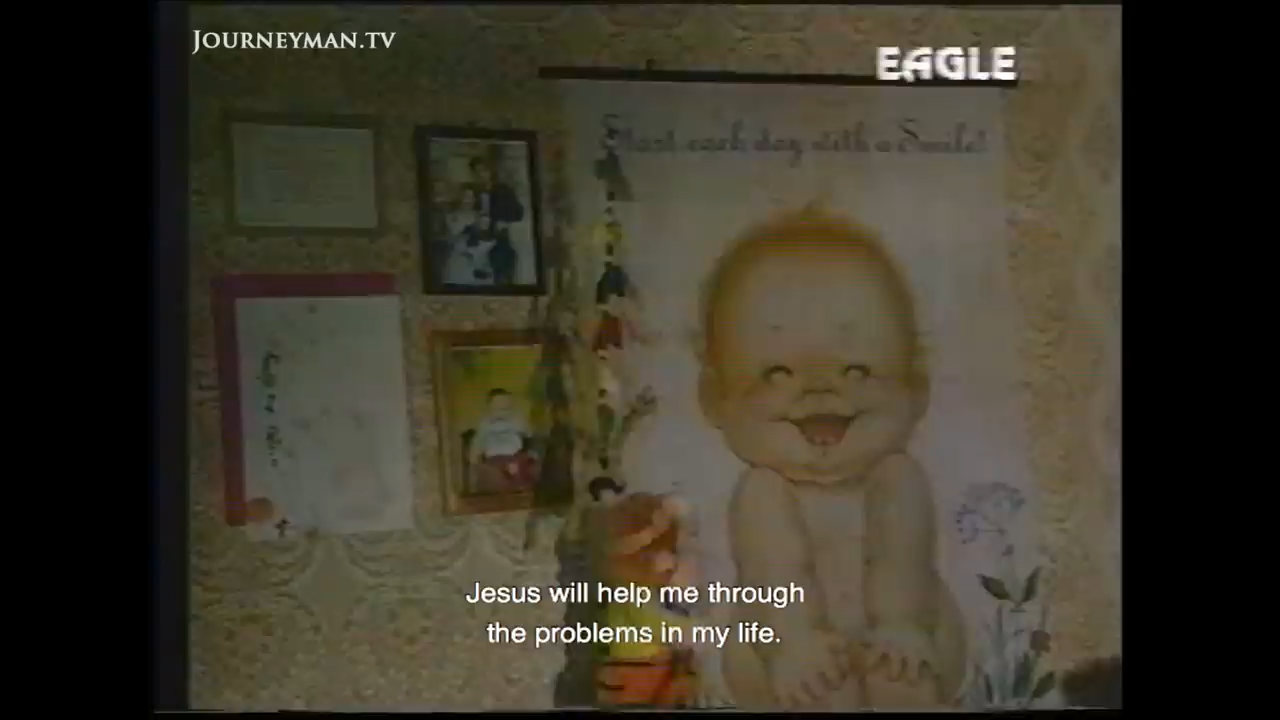 JOURNEYMAN.TV
EAGLE
Start each day with a Smile!
Jesus will help me through
the problems in my life.